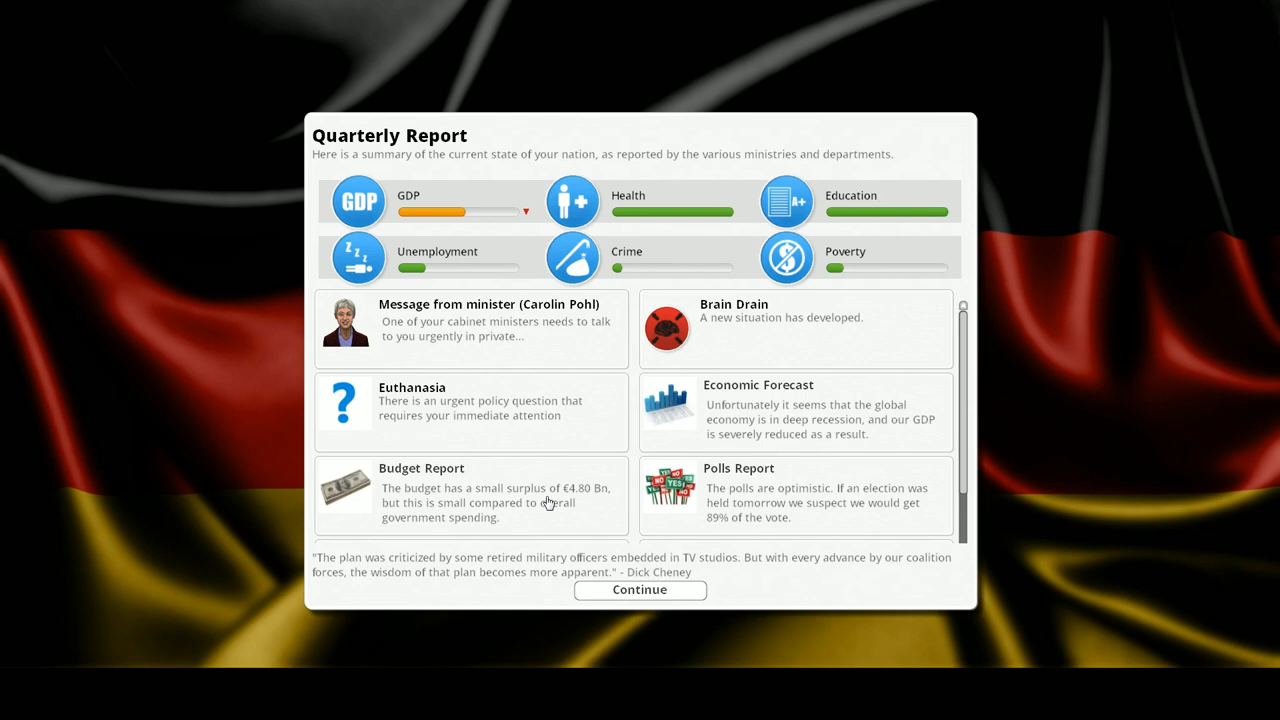 Quarterly Report
Here is a summary of the current state of your nation, as reported by the various ministries and departments.
GDP
GDP
Health
A+
Education
Z Z Z
Unemployment
Crime
$
Poverty
Message from minister (Carolin Pohl)
One of your cabinet ministers needs to talk
to you urgently in private...
Brain Drain
A new situation has developed.
?
Euthanasia
There is an urgent policy question that
requires your immediate attention
Economic Forecast
Unfortunately it seems that the global
economy is in deep recession, and our GDP
is severely reduced as a result.
Budget Report
The budget has a small surplus of €4.80 Bn,
but this is small compared to overall
government spending.
NO YES NO YES NO
Polls Report
The polls are optimistic. If an election was
held tomorrow we suspect we would get
89% of the vote.
"The plan was criticized by some retired military officers embedded in TV studios. But with every advance by our coalition
forces, the wisdom of that plan becomes more apparent." - Dick Cheney
Continue